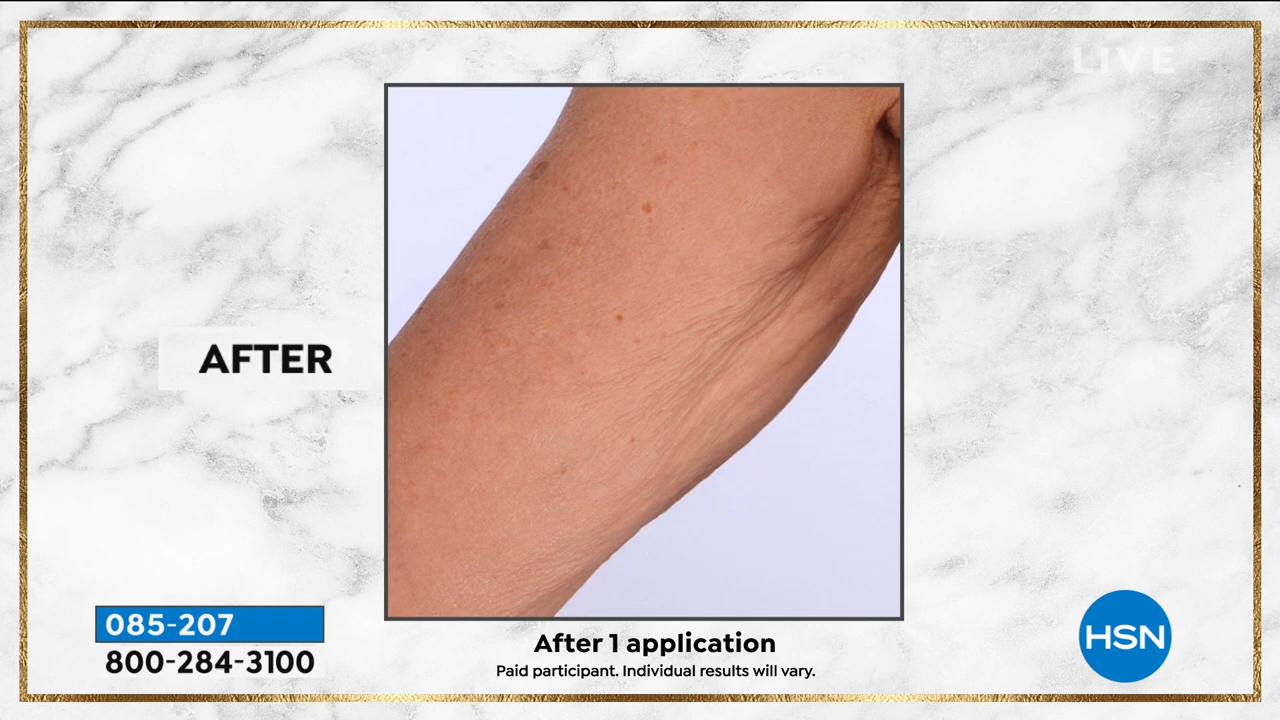 LIVE
AFTER
085-207
800-284-3100
After 1 application
Paid participant. Individual results will vary.
HSN